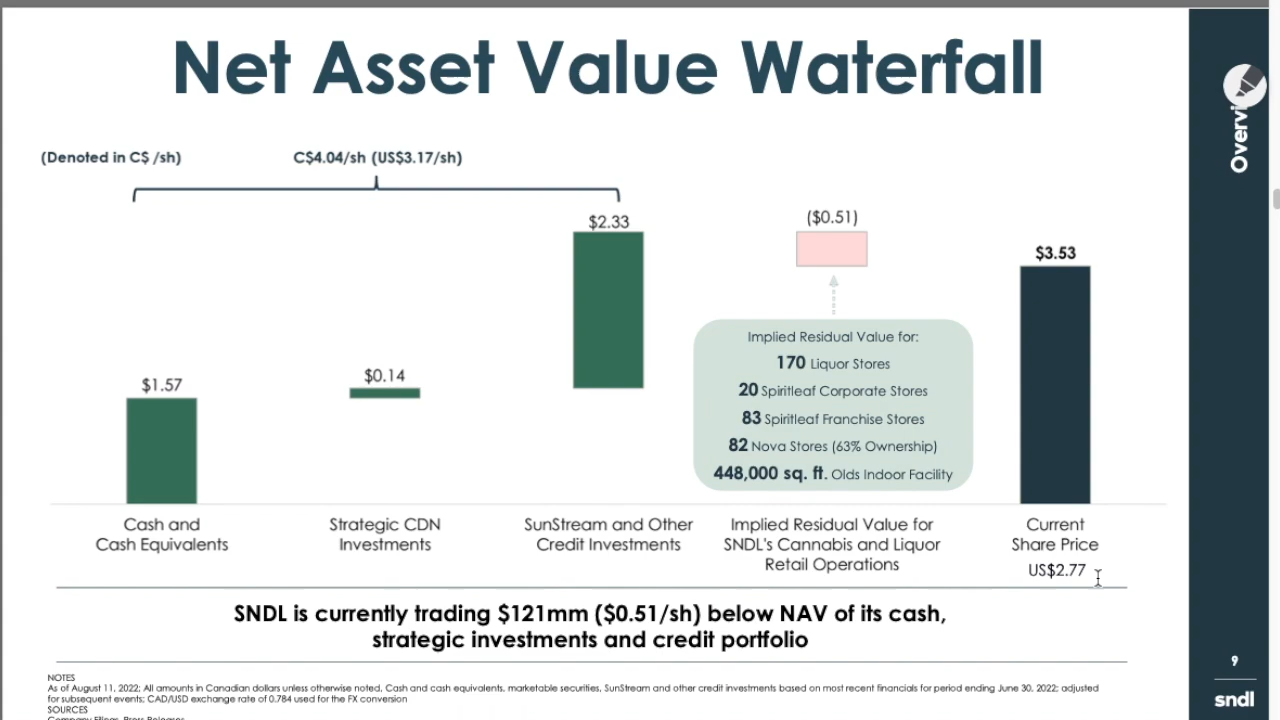 Net Asset Value Waterfall
Overvi
(Denoted in C$ /sh)
C$4.04/sh (US$3.17/sh)
$1.57
$0.14
$2.33
($0.51)
$3.53
Implied Residual Value for:
170 Liquor Stores
20 Spiritleaf Corporate Stores
83 Spiritleaf Franchise Stores
82 Nova Stores (63% Ownership)
448,000 sq. ft. Olds Indoor Facility
Cash and
Cash Equivalents
Strategic CDN
Investments
SunStream and Other
Credit Investments
Implied Residual Value for
SNDL's Cannabis and Liquor
Retail Operations
Current
Share Price
US$2.77
SNDL is currently trading $121mm ($0.51/sh) below NAV of its cash,
strategic investments and credit portfolio
NOTES
As of August 11, 2022; All amounts in Canadian dollars unless otherwise noted. Cash and cash equivalents, marketable securities, SunStream and other credit investments based on most recent financials for period ending June 30, 2022; adjusted
for subsequent events; CAD/USD exchange rate of 0.784 used for the FX conversion
SOURCES
Company Filings, Press Releases
9
sndl